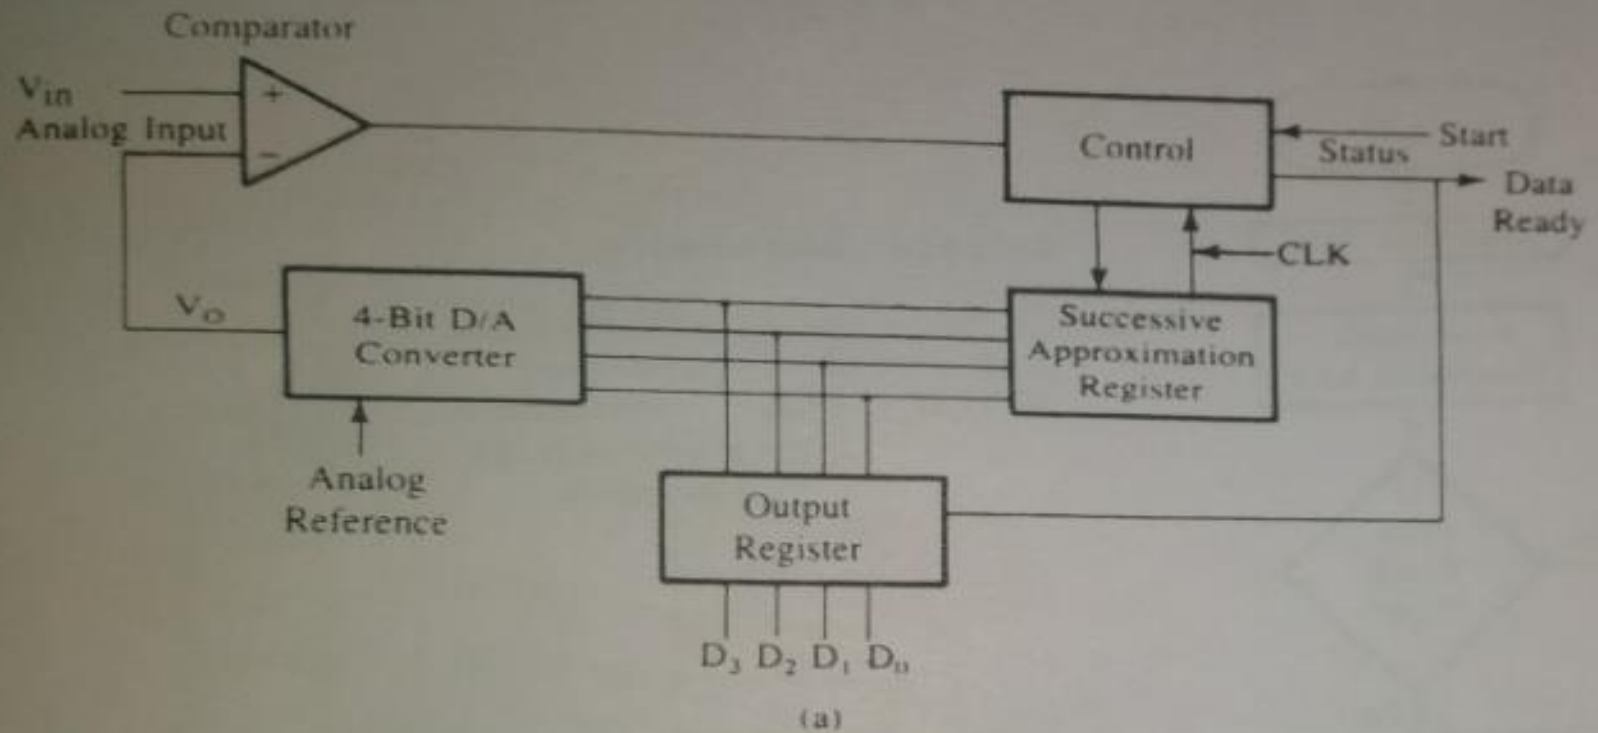 Comparator
Vin
Analog Input
+
−
Control
Start
Status
Data
Ready
CLK
VO
4-Bit D/A
Converter
Successive
Approximation
Register
Analog
Reference
Output
Register
D3 D2 D1 D0
(a)